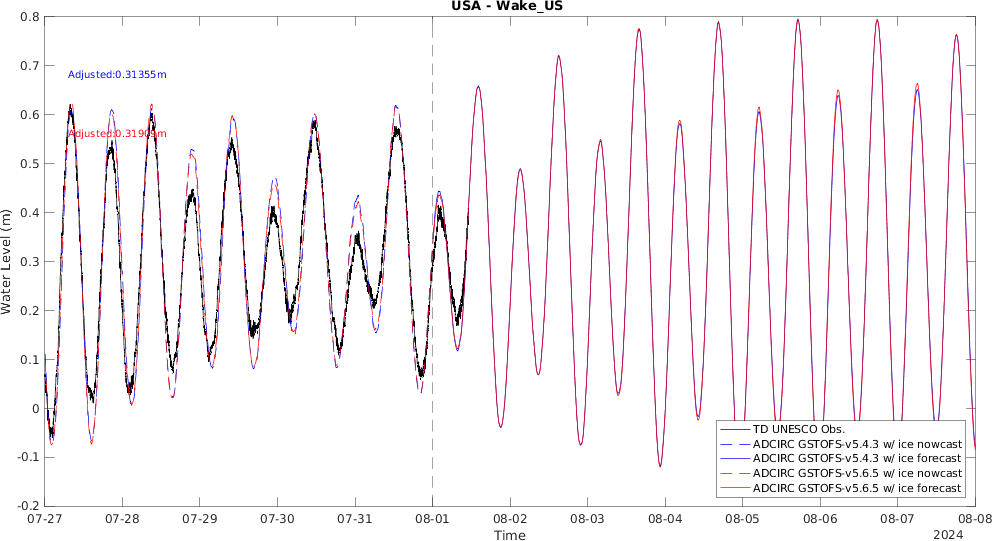 USA - Wake_US
0.8
0.7
0.6
0.5
0.4
0.3
0.2
0.1
0
-0.1
-0.2
Water Level (m)
Adjusted:0.31355m
Adjusted:0.31909m
TD UNESCO Obs.
ADCIRC GSTOFS-v5.4.3 w/ ice nowcast
ADCIRC GSTOFS-v5.4.3 w/ ice forecast
ADCIRC GSTOFS-v5.6.5 w/ ice nowcast
ADCIRC GSTOFS-v5.6.5 w/ ice forecast
07-27 07-28 07-29 07-30 07-31 08-01 08-02 08-03 08-04 08-05 08-06 08-07 08-08
Time
2024